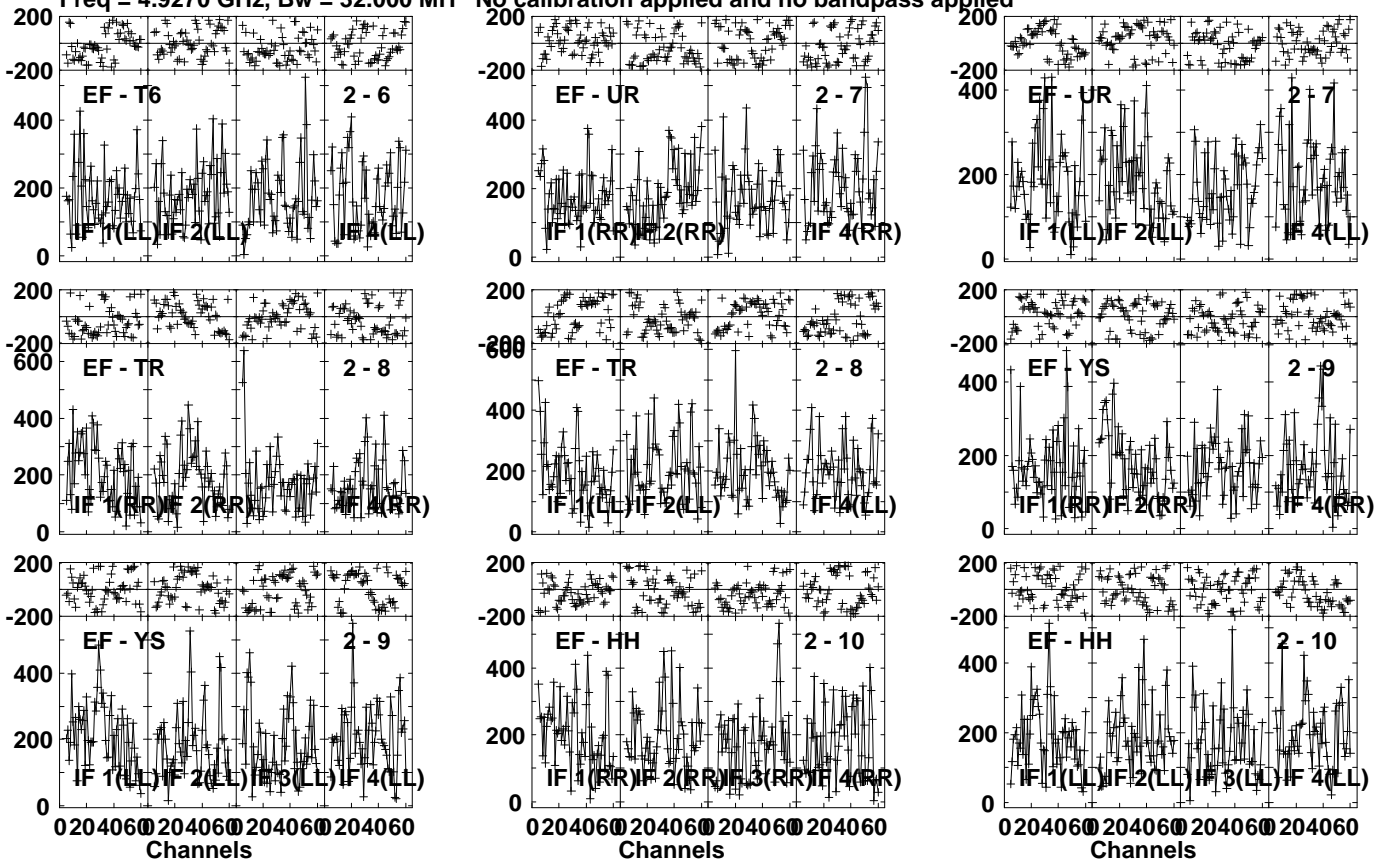 Freq = 4.9270 GHz, Bw = 32.000 MH No calibration applied and no bandpass applied
200
-200
EF - T6 2 - 6
400
200
0
IF 1(LL) IF 2(LL) IF 4(LL)
200
-200
EF - UR 2 - 7
400
200
0
IF 1(RR) IF 2(RR) IF 4(RR)
200
-200
EF - UR 2 - 7
400
200
0
IF 1(LL) IF 2(LL) IF 4(LL)
200
-200
EF - TR 2 - 8
600
400
200
0
IF 1(RR) IF 2(RR) IF 4(RR)
200
-200
EF - TR 2 - 8
600
400
200
0
IF 1(LL) IF 2(LL) IF 4(LL)
200
-200
EF - YS 2 - 9
400
200
0
IF 1(RR) IF 2(RR) IF 4(RR)
200
-200
EF - YS 2 - 9
400
200
0
IF 1(LL) IF 2(LL) IF 3(LL) IF 4(LL)
0 20 40 60 0 20 40 60 0 20 40 60 0 20 40 60
Channels
200
-200
EF - HH 2 - 10
400
200
0
IF 1(RR) IF 2(RR) IF 3(RR) IF 4(RR)
0 20 40 60 0 20 40 60 0 20 40 60 0 20 40 60
Channels
200
-200
EF - HH 2 - 10
400
200
0
IF 1(LL) IF 2(LL) IF 3(LL) IF 4(LL)
0 20 40 60 0 20 40 60 0 20 40 60 0 20 40 60
Channels